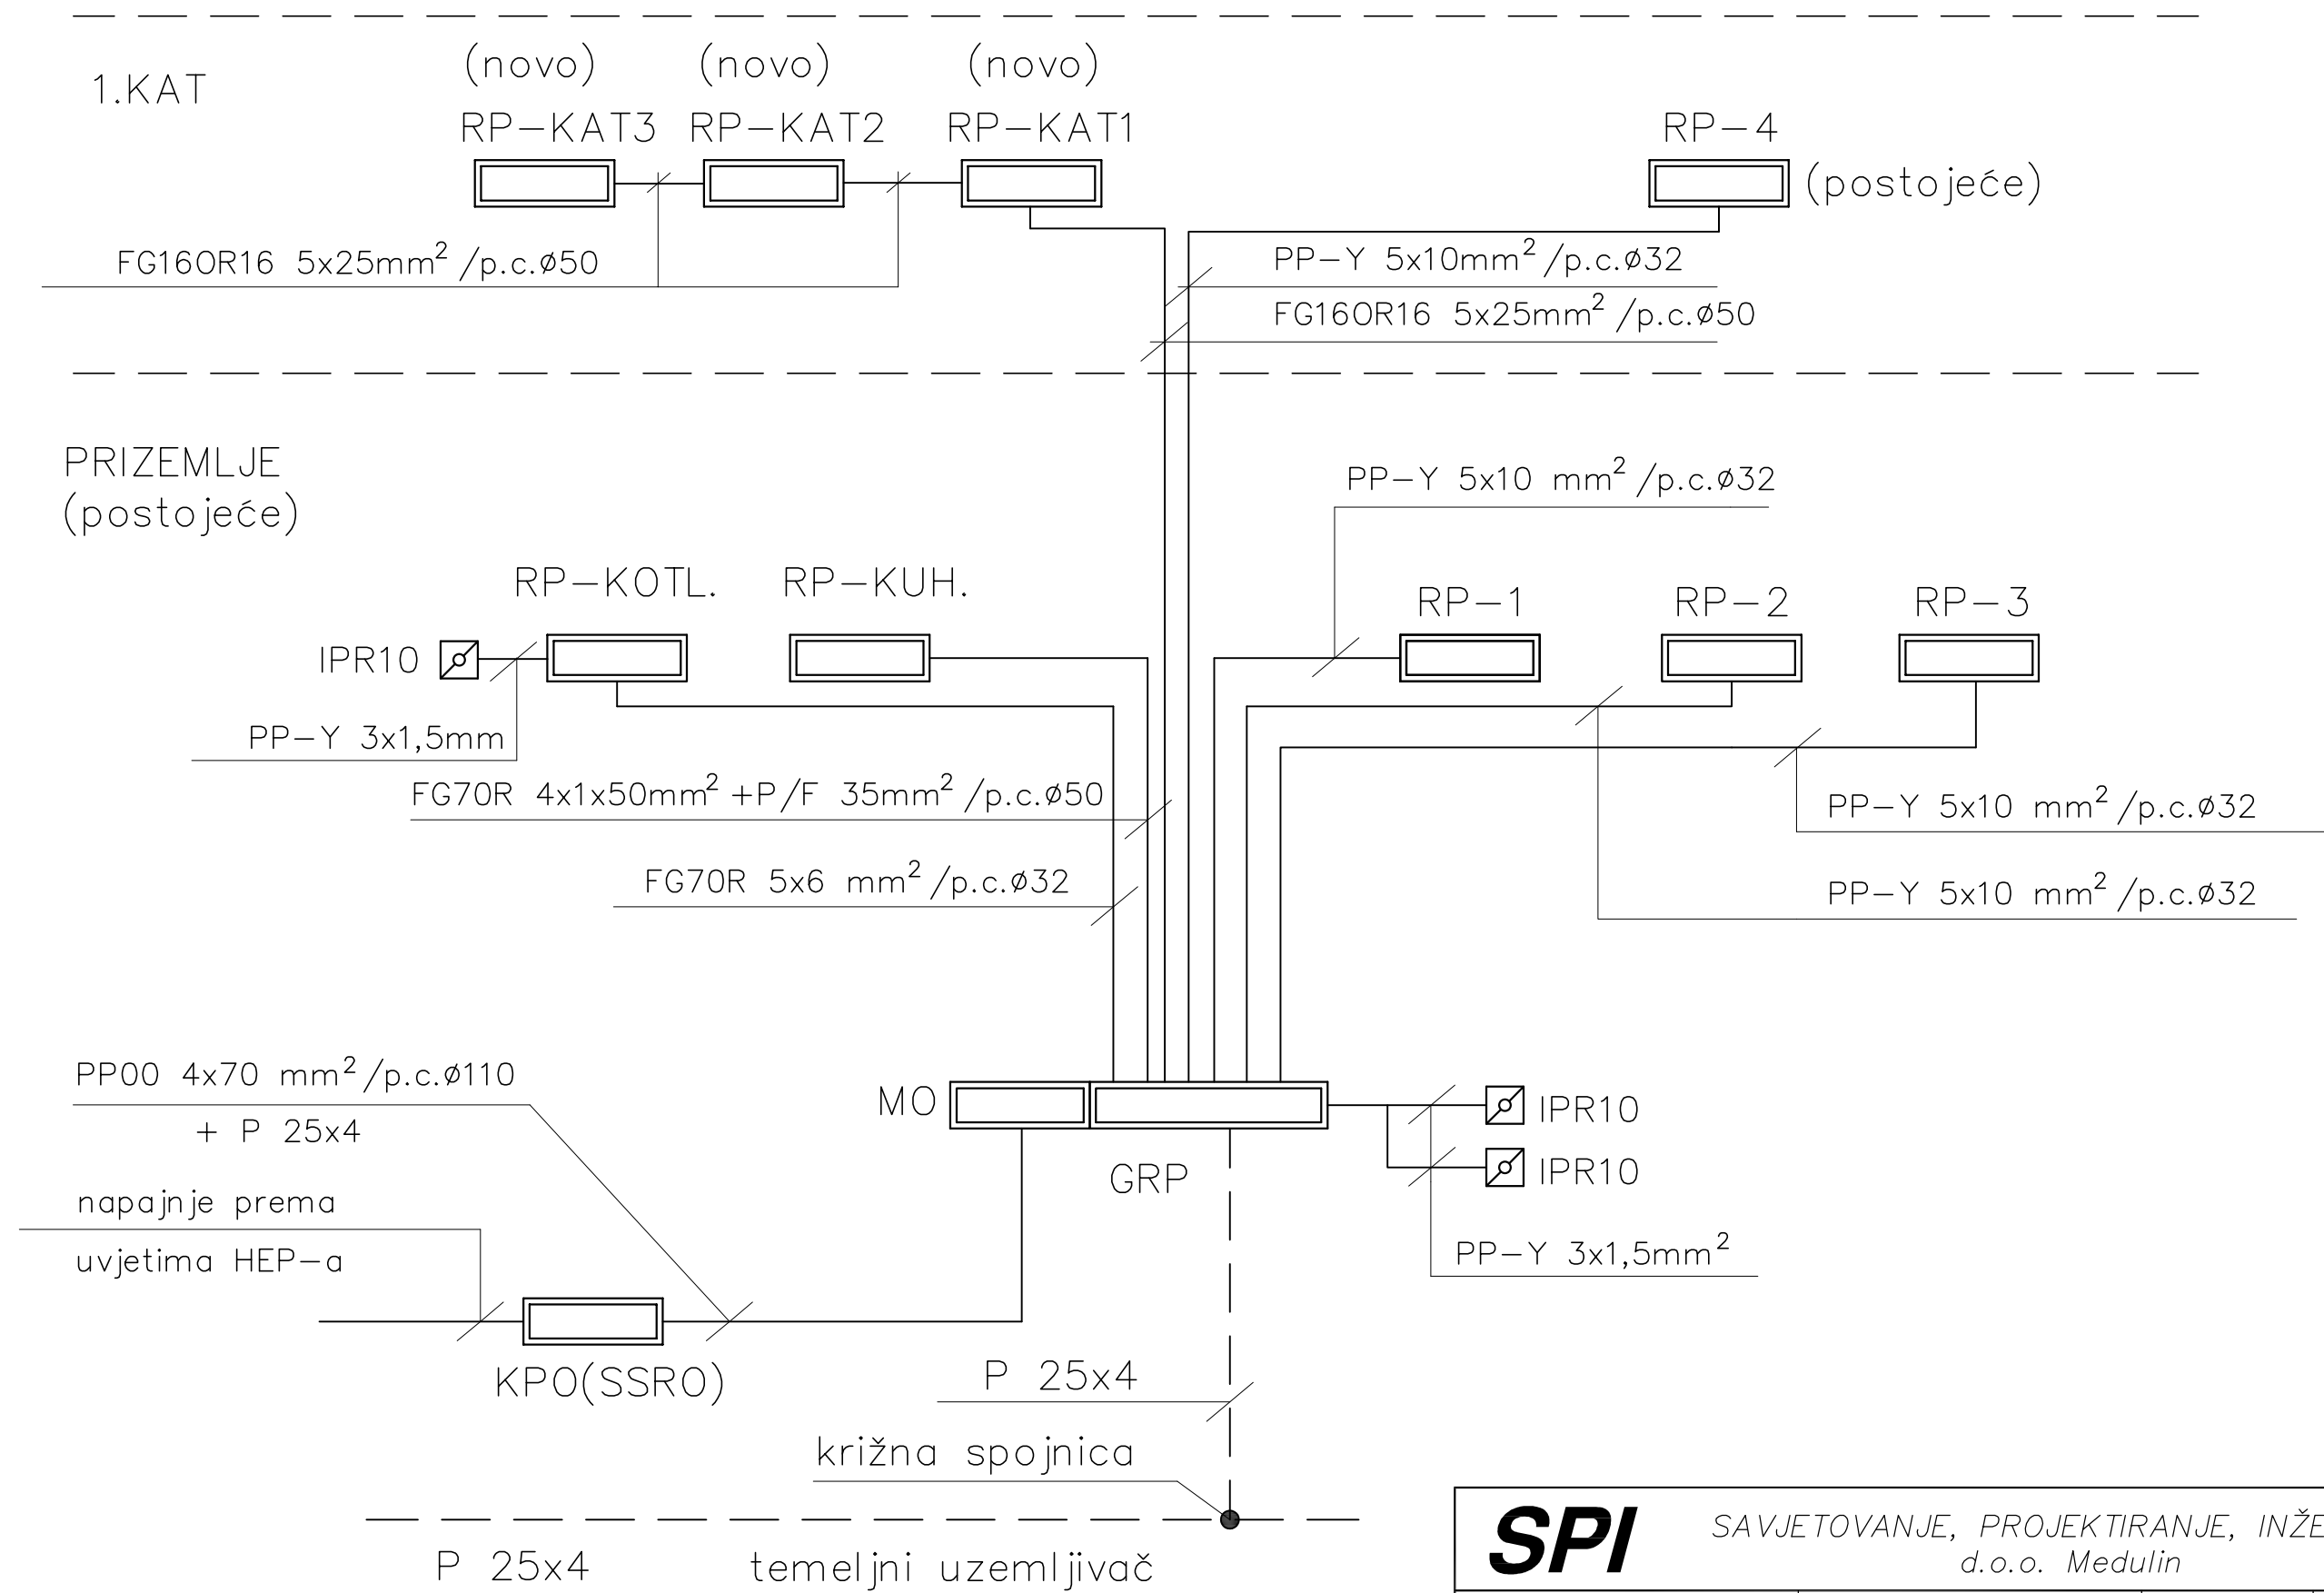 1.KAT
(novo)
(novo)
(novo)
RP-KAT3
RP-KAT2
RP-KAT1
RP-4
(postojeće)
FG16OR16 5x25mm² /p.c.ø50
PP-Y 5x10mm² /p.c.ø32
FG16OR16 5x25mm² /p.c.ø50
PRIZEMLJE
(postojeće)
PP-Y 5x10 mm² /p.c.ø32
RP-KOTL.
RP-KUH.
RP-1
RP-2
RP-3
IPR10
PP-Y 3x1,5mm
FG7OR 4x1x50mm² +P/F 35mm² /p.c.ø50
PP-Y 5x10 mm² /p.c.ø32
FG7OR 5x6 mm² /p.c.ø32
PP-Y 5x10 mm² /p.c.ø32
PP00 4x70 mm² /p.c.ø110
+ P 25x4
MO
GRP
IPR10
IPR10
napajnje prema
uvjetima HEP-a
PP-Y 3x1,5mm²
KPO(SSRO)
P 25x4
križna spojnica
P 25x4
temeljni uzemljivač
SPI
SAVJETOVANJE, PROJEKTIRANJE,
d.o.o. Medulin